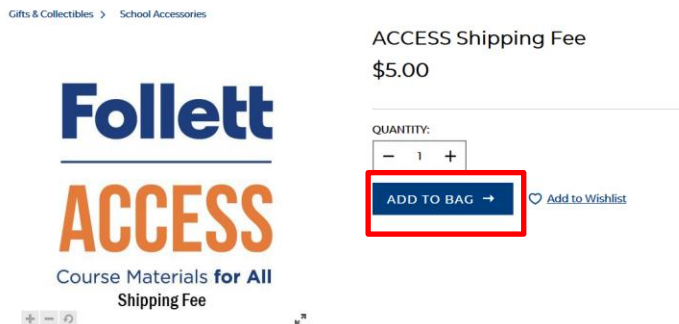 Gifts & Collectibles > School Accessories
ACCESS Shipping Fee
$5.00
Follett
ACCESS
Course Materials for All
Shipping Fee
QUANTITY:
− 1 +
ADD TO BAG →
Add to Wishlist